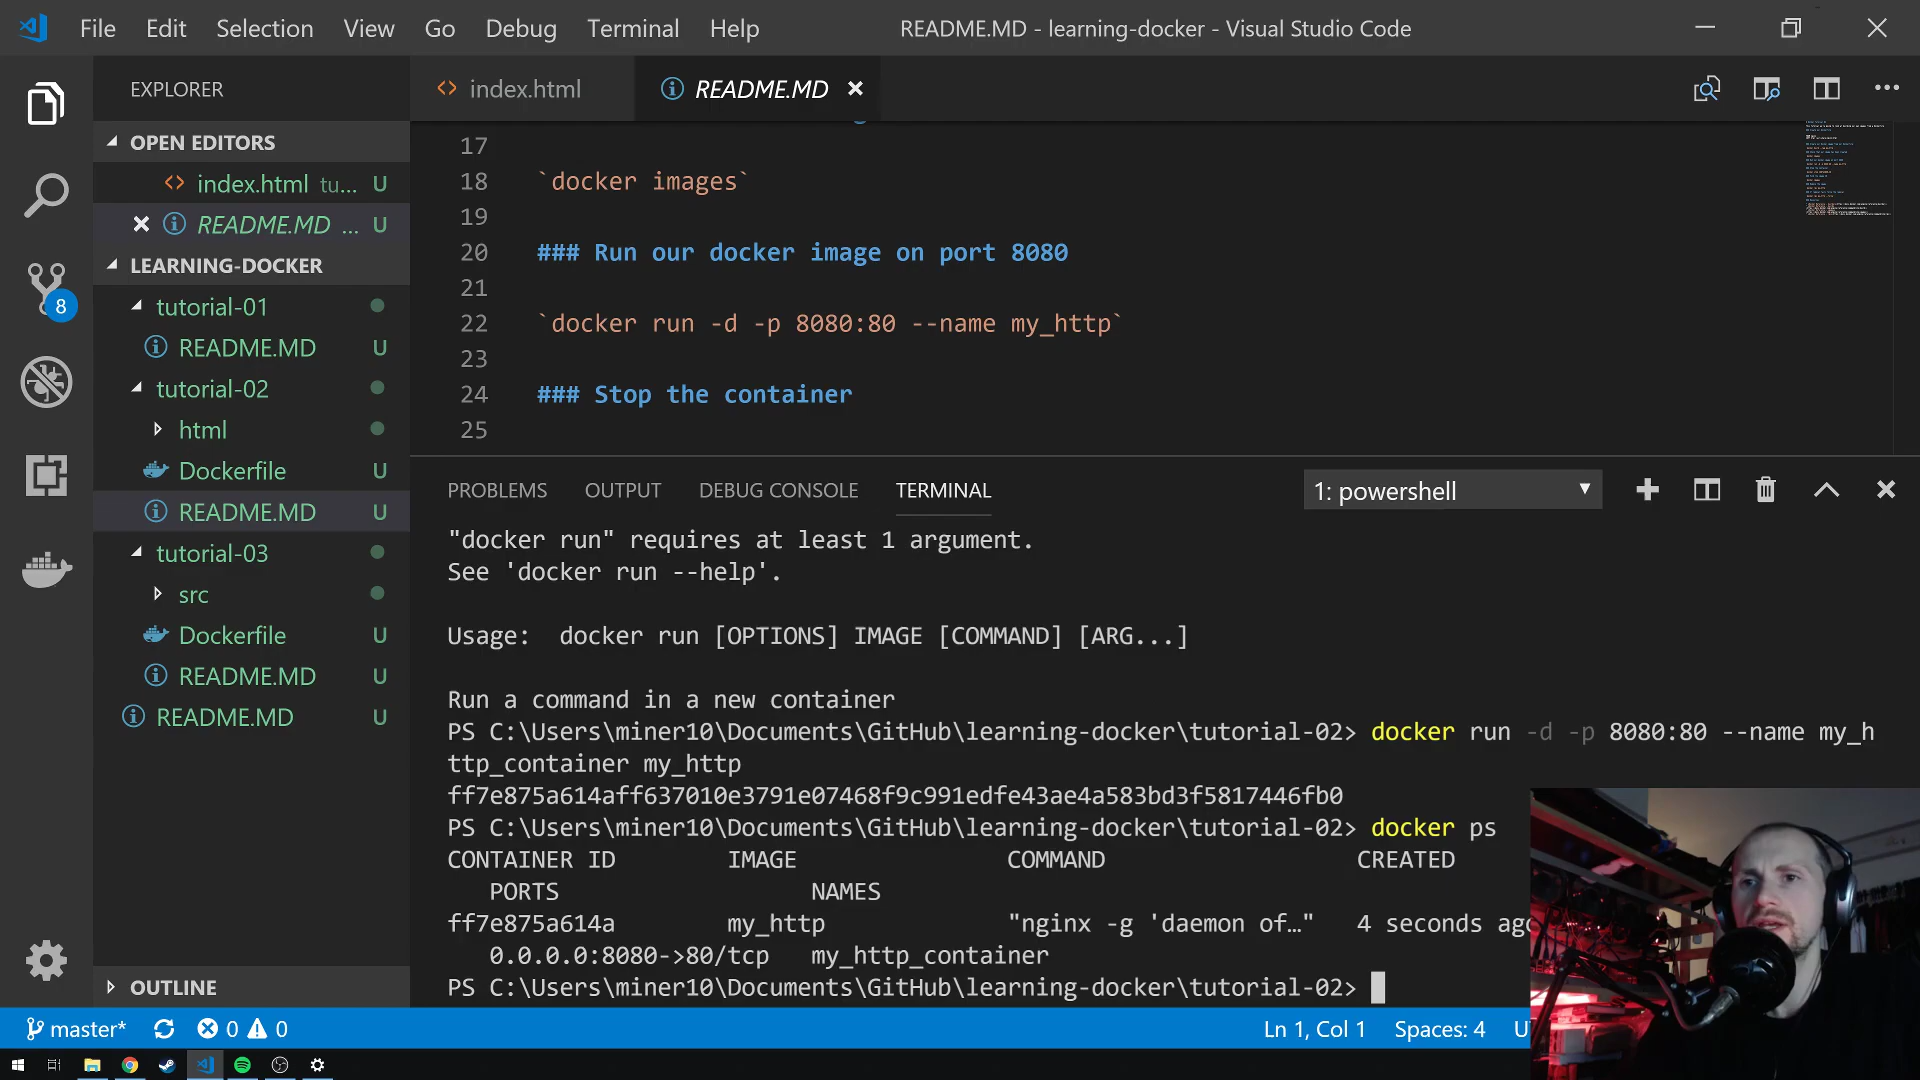 File Edit Selection View Go Debug Terminal Help
README.MD - learning-docker - Visual Studio Code
EXPLORER
OPEN EDITORS
index.html tu... U
README.MD ... U
LEARNING-DOCKER
tutorial-01
README.MD U
tutorial-02
html
Dockerfile U
README.MD U
tutorial-03
src
Dockerfile U
README.MD U
README.MD U
OUTLINE
8
index.html
README.MD
17
18 `docker images`
19
20 ### Run our docker image on port 8080
21
22 `docker run -d -p 8080:80 --name my_http`
23
24 ### Stop the container
25
PROBLEMS OUTPUT DEBUG CONSOLE TERMINAL
1: powershell
"docker run" requires at least 1 argument.
See 'docker run --help'.
Usage: docker run [OPTIONS] IMAGE [COMMAND] [ARG...]
Run a command in a new container
PS C:\Users\miner10\Documents\GitHub\learning-docker\tutorial-02> docker run -d -p 8080:80 --name my_h
ttp_container my_http
ff7e875a614aff637010e3791e07468f9c991edfe43ae4a583bd3f5817446fb0
PS C:\Users\miner10\Documents\GitHub\learning-docker\tutorial-02> docker ps
CONTAINER ID IMAGE COMMAND CREATED
PORTS NAMES
ff7e875a614a my_http "nginx -g 'daemon of…" 4 seconds ago
0.0.0.0:8080->80/tcp my_http_container
PS C:\Users\miner10\Documents\GitHub\learning-docker\tutorial-02>
master* 0 0
Ln 1, Col 1 Spaces: 4